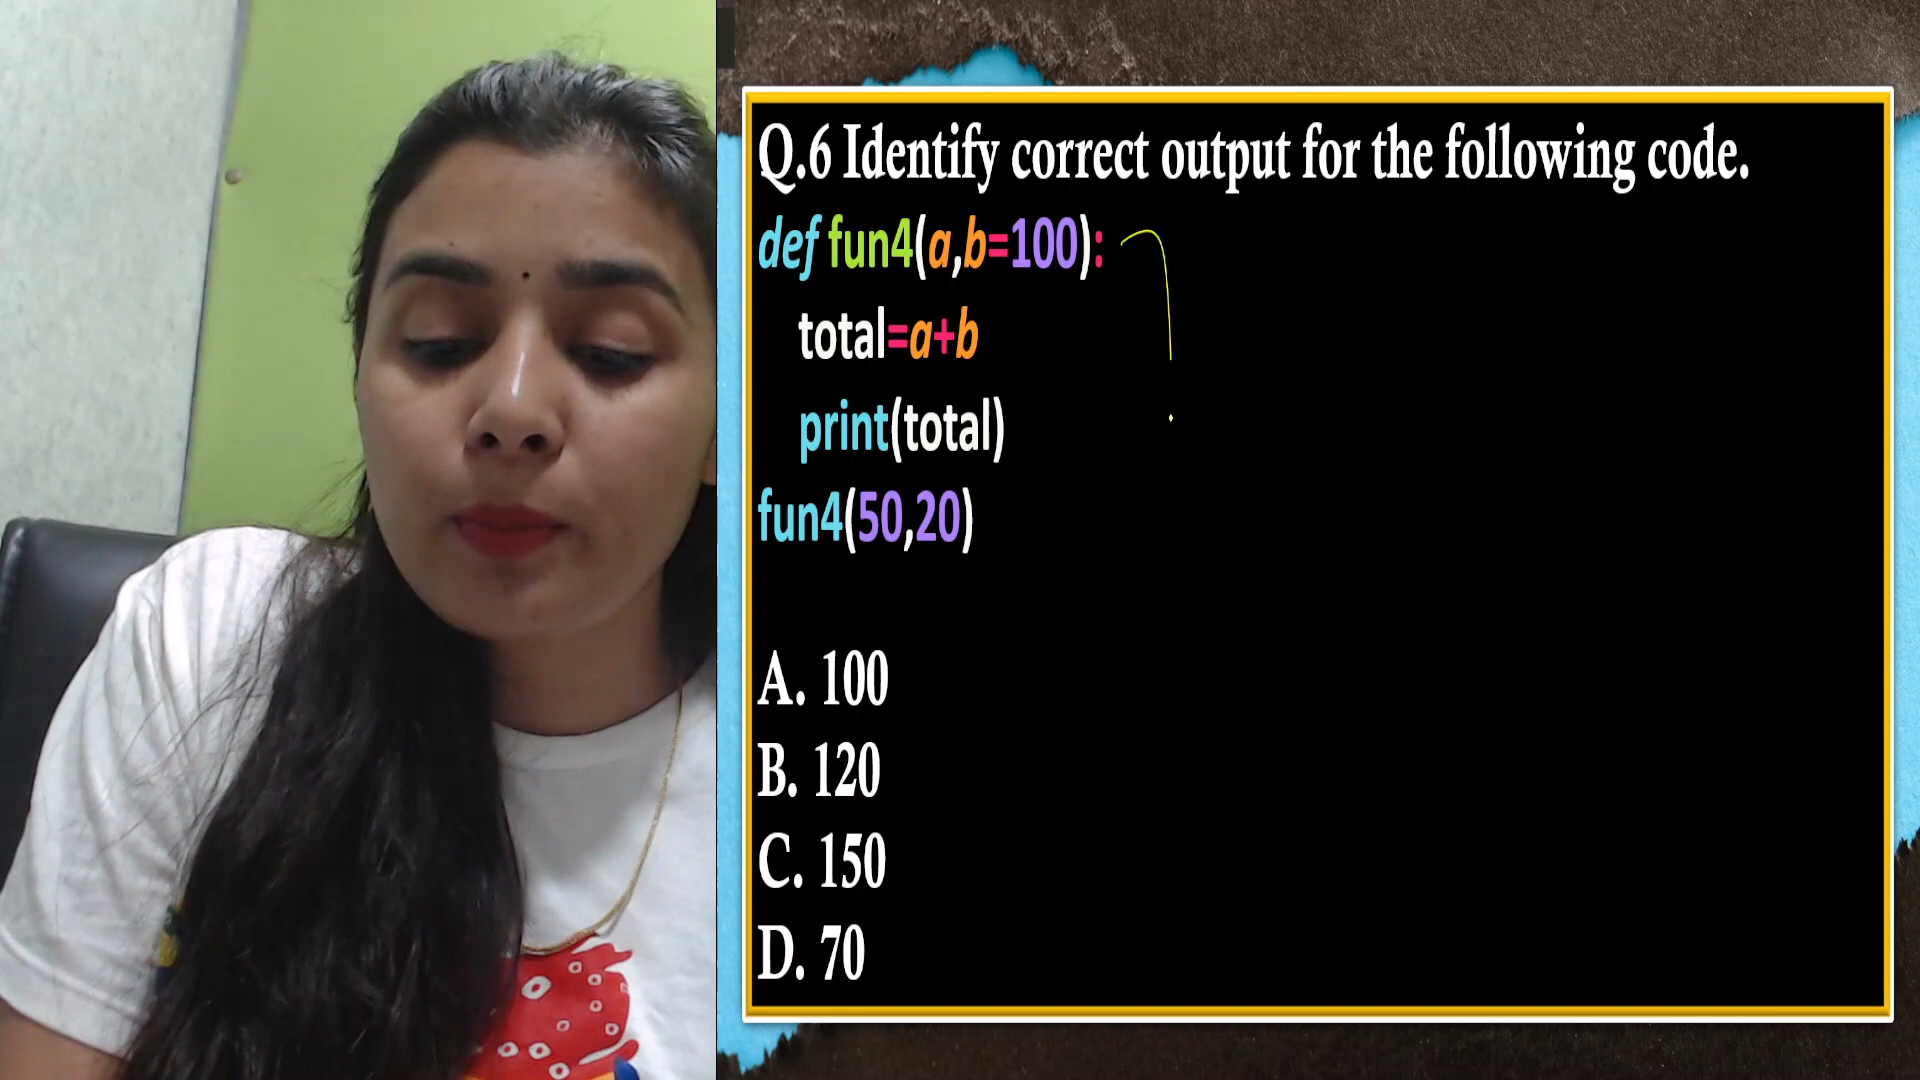 Q.6 Identify correct output for the following code.
def fun4(a,b=100):
total=a+b
print(total)
fun4(50,20)
A. 100
B. 120
C. 150
D. 70